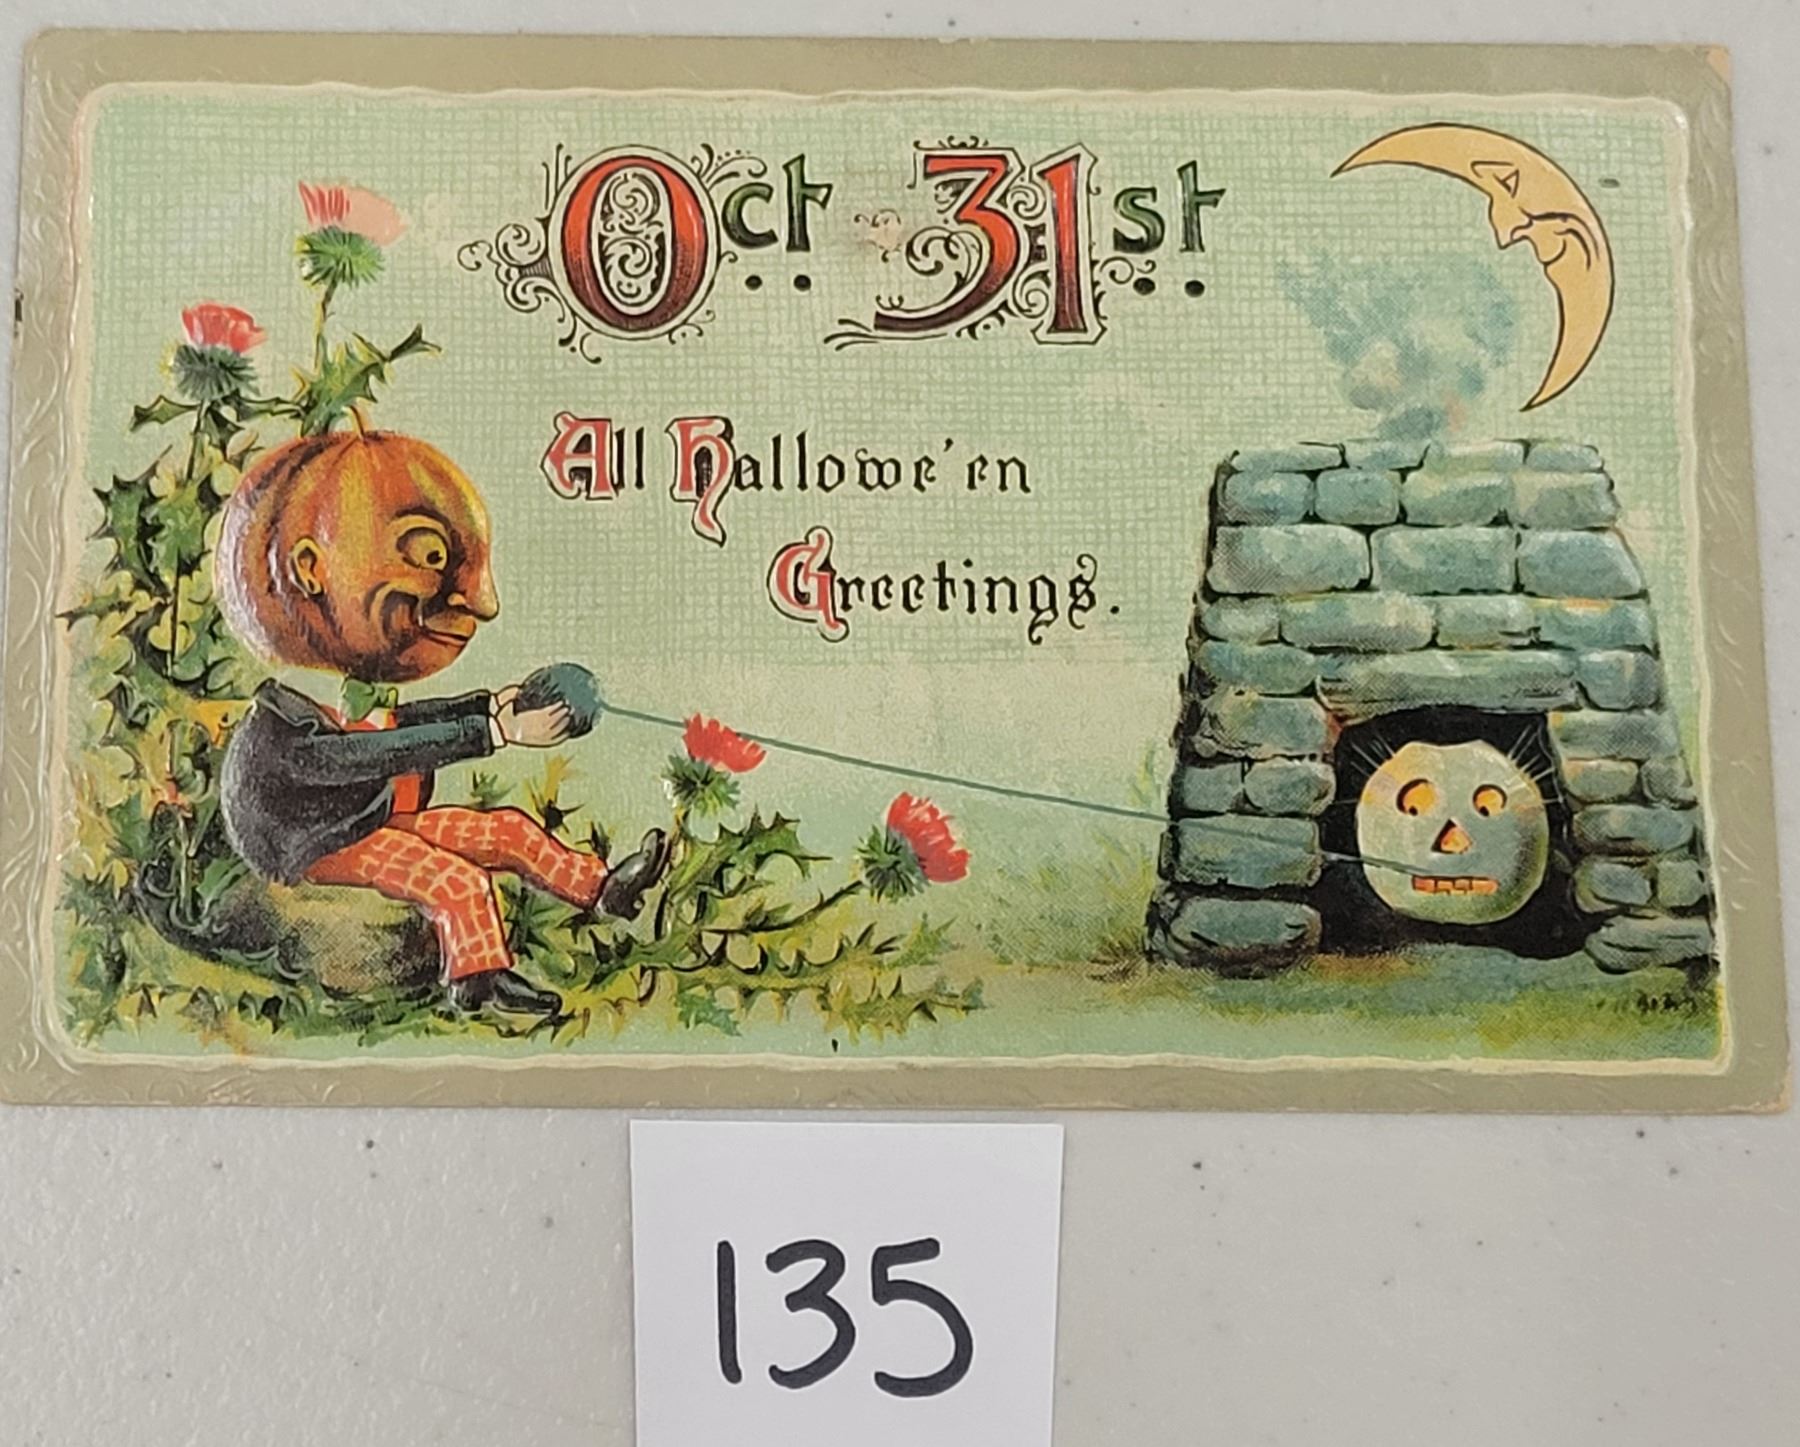 Oct 31st
All Hallowe'en
Greetings.
135